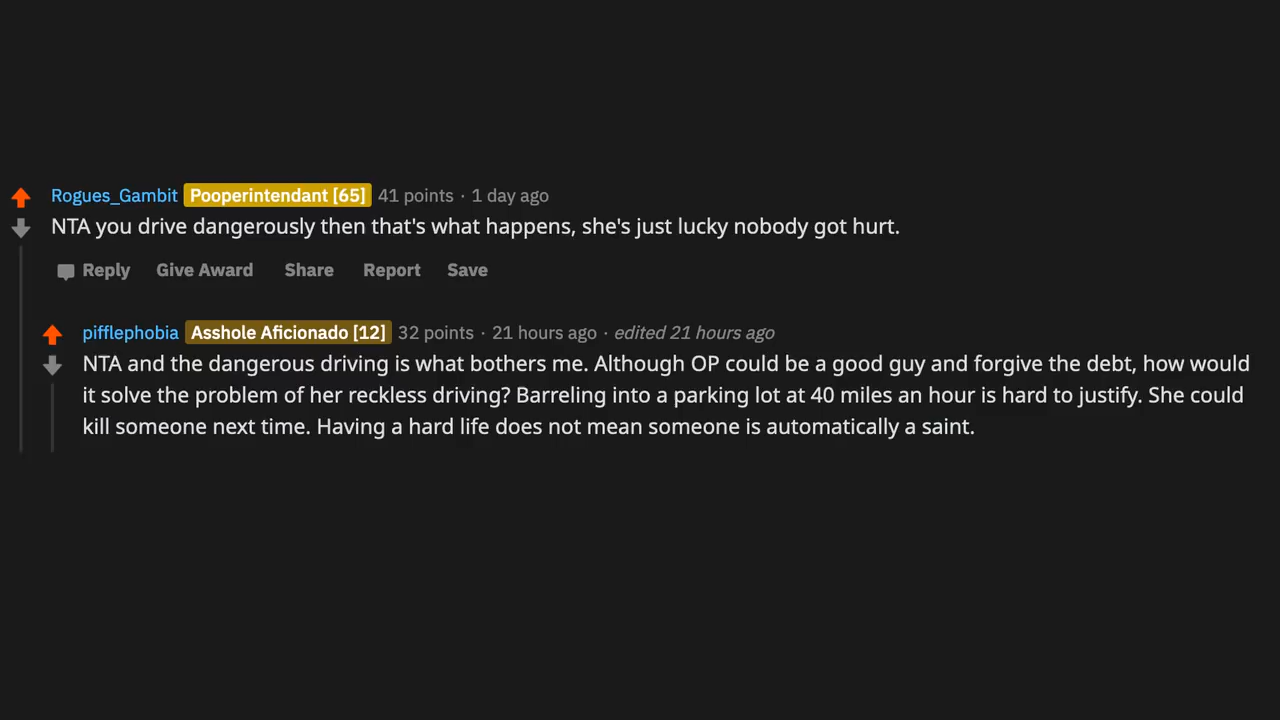 Rogues_Gambit Pooperintendant [65] 41 points · 1 day ago
NTA you drive dangerously then that's what happens, she's just lucky nobody got hurt.
Reply Give Award Share Report Save
pifflephobia Asshole Aficionado [12] 32 points · 21 hours ago · edited 21 hours ago
NTA and the dangerous driving is what bothers me. Although OP could be a good guy and forgive the debt, how would
it solve the problem of her reckless driving? Barreling into a parking lot at 40 miles an hour is hard to justify. She could
kill someone next time. Having a hard life does not mean someone is automatically a saint.